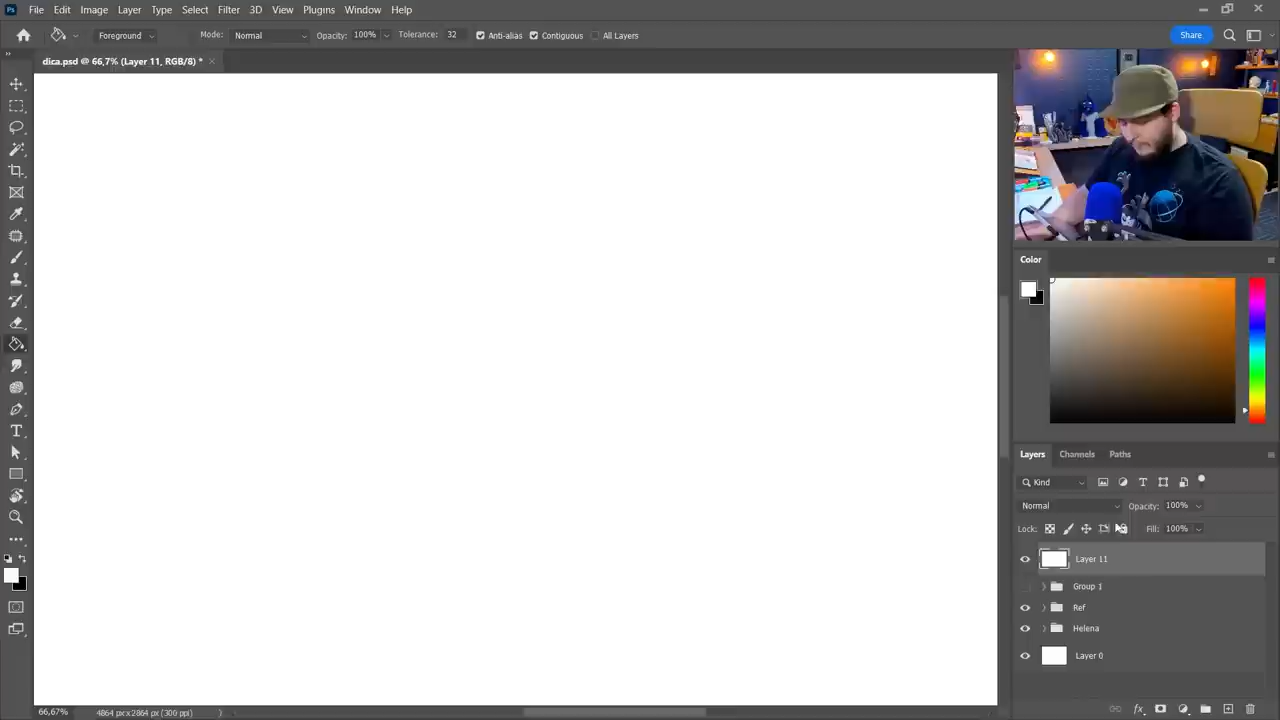 Ps File Edit Image Layer Type Select Filter 3D View Plugins Window Help
Foreground Mode: Normal Opacity: 100% Tolerance: 32 Anti-alias Contiguous All Layers Share
dica.psd @ 66,7% (Layer 11, RGB/8) *
Color
Layers Channels Paths
Kind
Normal Opacity: 100%
Lock: Fill: 100%
Layer 11
Group 1
Ref
Helena
Layer 0
66,67% 4864 px x 2864 px (300 ppi)